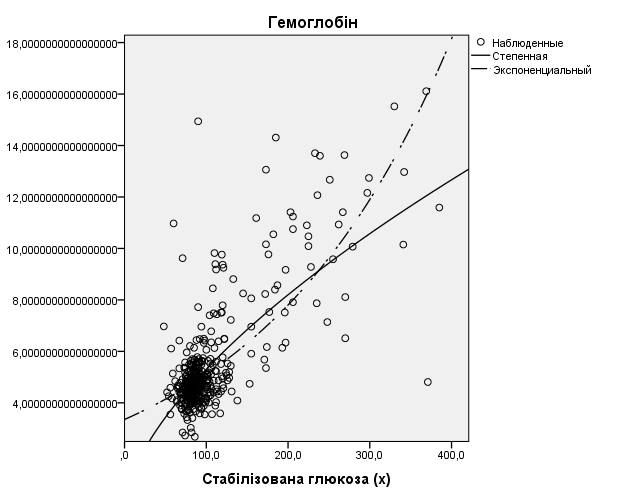 Гемоглобін
18,0000000000000000
16,0000000000000000
14,0000000000000000
12,0000000000000000
10,0000000000000000
8,0000000000000000
6,0000000000000000
4,0000000000000000
,0
100,0
200,0
300,0
400,0
Стабілізована глюкоза (x)
Наблюденные
Степенная
Экспоненциальный